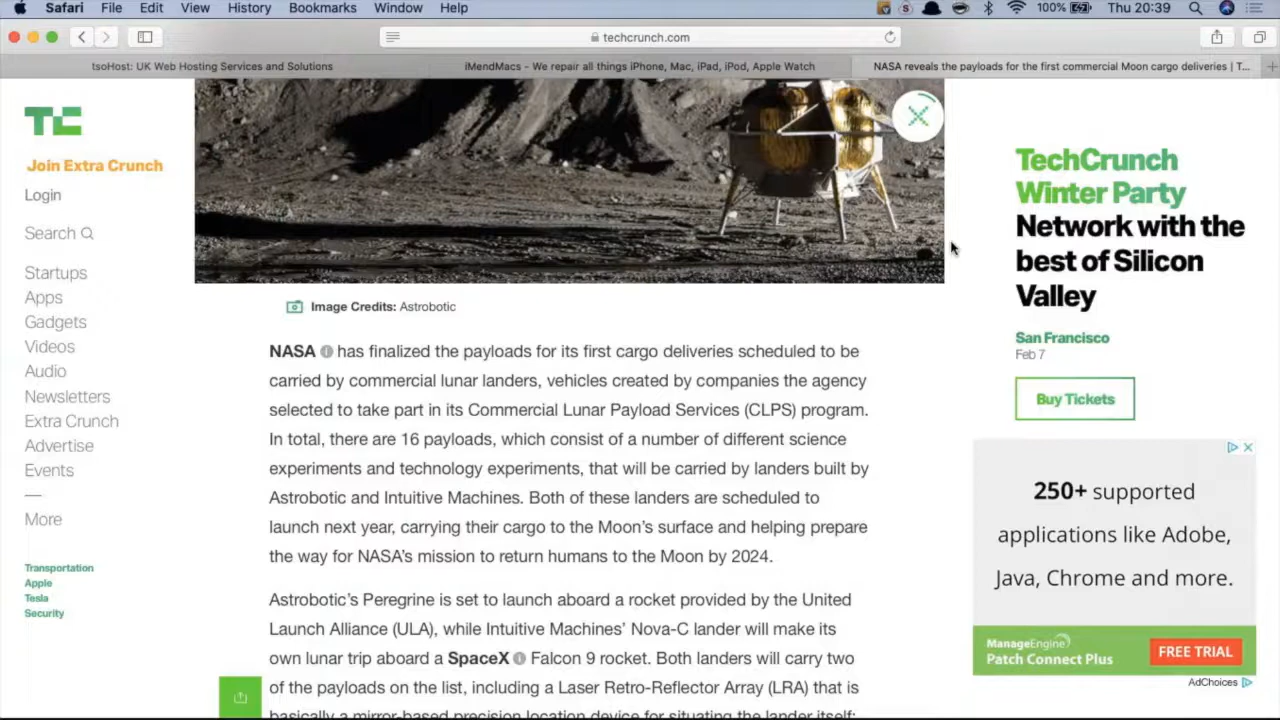 Safari File Edit View History Bookmarks Window Help 100% Thu 20:39
techcrunch.com
tsoHost: UK Web Hosting Services and Solutions iMendMacs - We repair all things iPhone, Mac, iPad, iPod, Apple Watch NASA reveals the payloads for the first commercial Moon cargo deliveries | T...
TC
Join Extra Crunch
Login
Search
Startups
Apps
Gadgets
Videos
Audio
Newsletters
Extra Crunch
Advertise
Events
—
More
Transportation
Apple
Tesla
Security
Image Credits: Astrobotic
NASA has finalized the payloads for its first cargo deliveries scheduled to be
carried by commercial lunar landers, vehicles created by companies the agency
selected to take part in its Commercial Lunar Payload Services (CLPS) program.
In total, there are 16 payloads, which consist of a number of different science
experiments and technology experiments, that will be carried by landers built by
Astrobotic and Intuitive Machines. Both of these landers are scheduled to
launch next year, carrying their cargo to the Moon's surface and helping prepare
the way for NASA's mission to return humans to the Moon by 2024.
Astrobotic's Peregrine is set to launch aboard a rocket provided by the United
Launch Alliance (ULA), while Intuitive Machines' Nova-C lander will make its
own lunar trip aboard a SpaceX Falcon 9 rocket. Both landers will carry two
of the payloads on the list, including a Laser Retro-Reflector Array (LRA) that is
basically a mirror-based precision location device for situating the lander itself;
TechCrunch
Winter Party
Network with the
best of Silicon
Valley
San Francisco
Feb 7
Buy Tickets
250+ supported
applications like Adobe,
Java, Chrome and more.
ManageEngine
Patch Connect Plus
FREE TRIAL
AdChoices